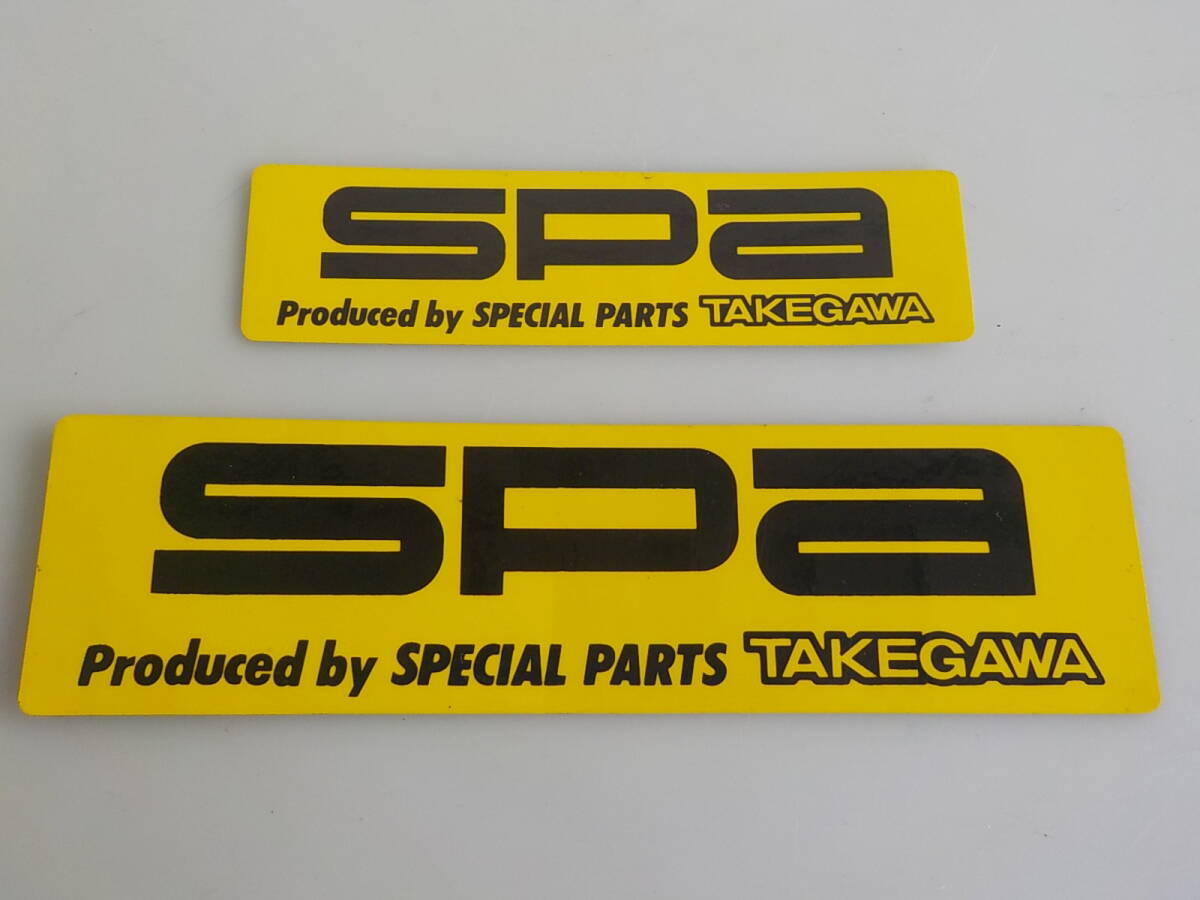 spa
Produced by SPECIAL PARTS TAKEGAWA
spa
Produced by SPECIAL PARTS TAKEGAWA